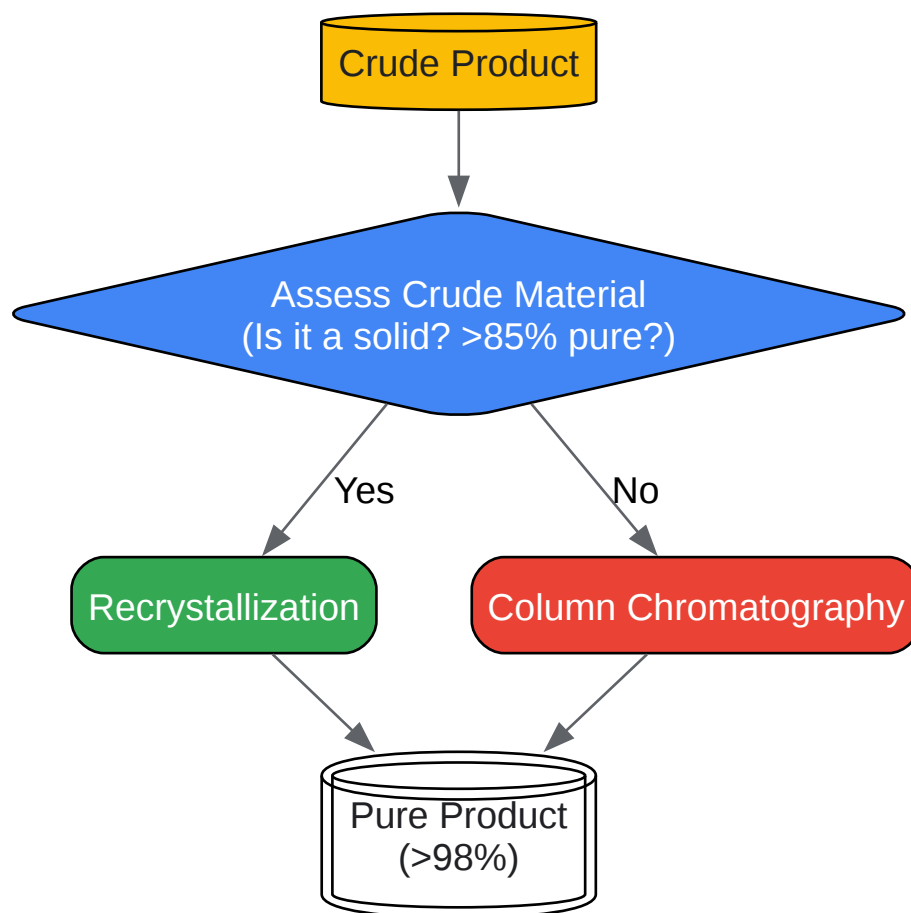 Crude Product
Assess Crude Material
(Is it a solid? >85% pure?)
Yes
No
Recrystallization
Column Chromatography
Pure Product
(>98%)